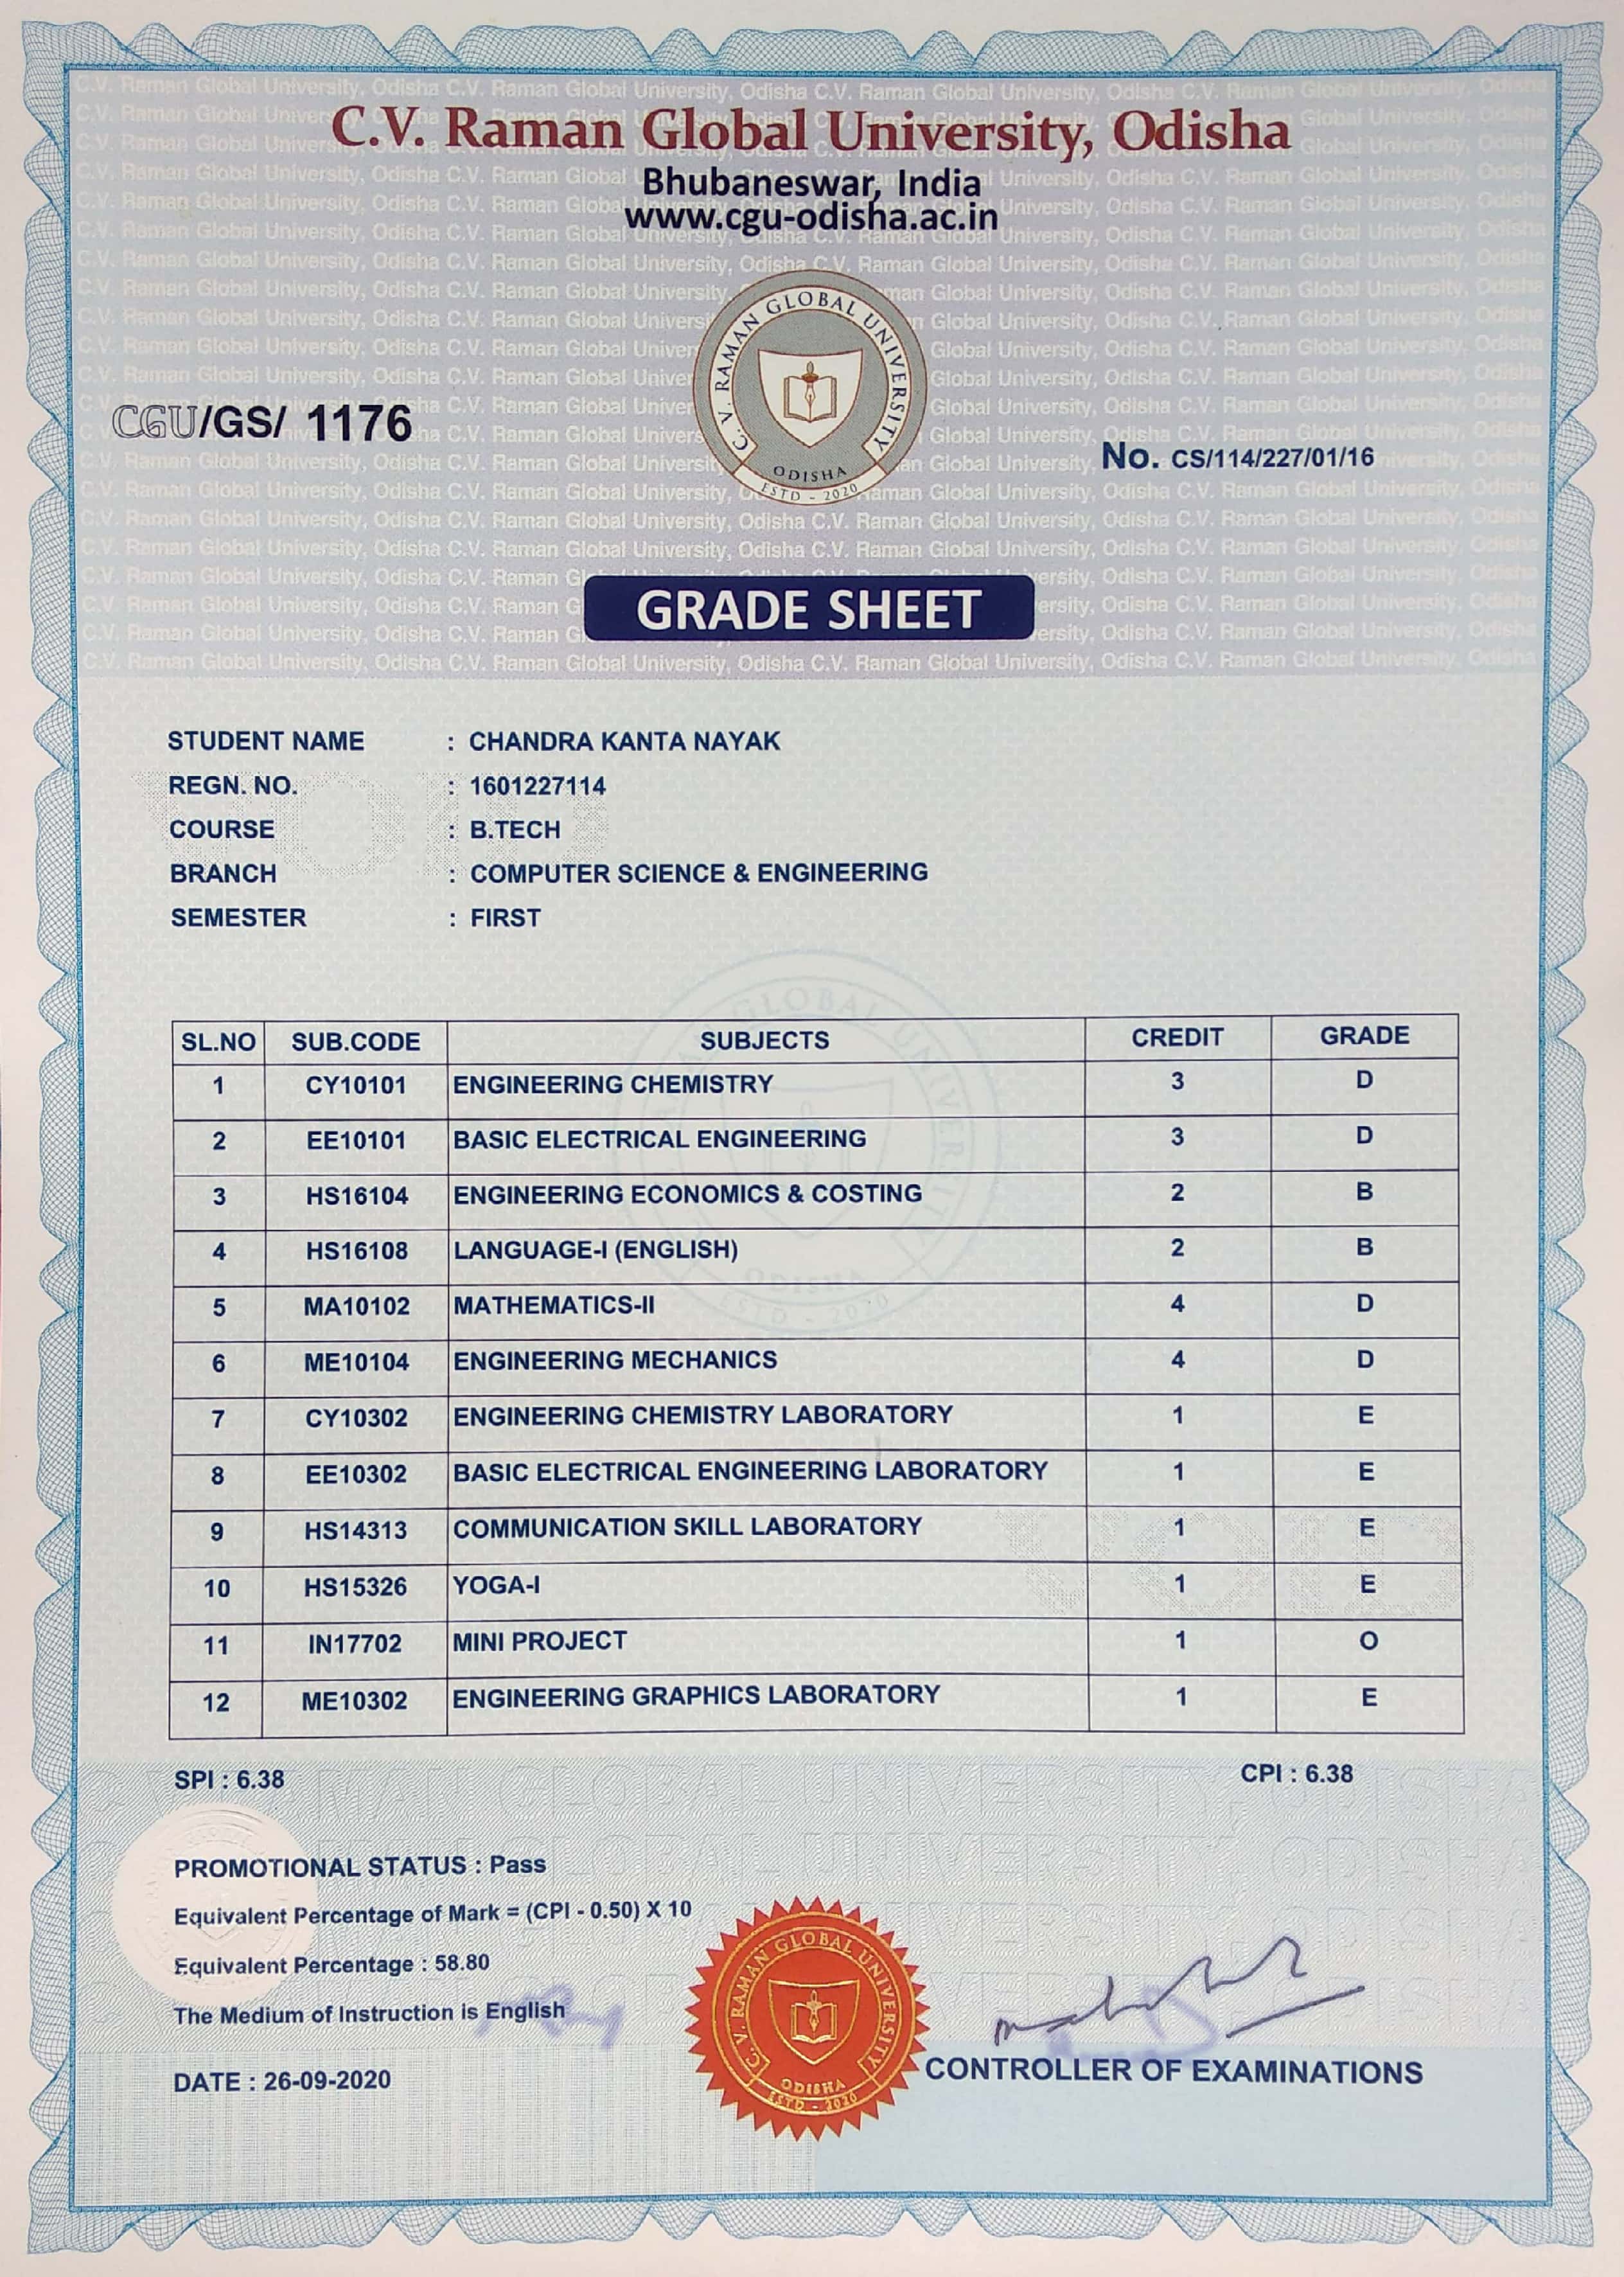 C.V. Raman Global University, Odisha
Bhubaneswar, India
www.cgu-odisha.ac.in
C. V. RAMAN GLOBAL UNIVERSITY
ODISHA
ESTD - 2020
CGU/GS/ 1176
No. CS/114/227/01/16
GRADE SHEET
STUDENT NAME : CHANDRA KANTA NAYAK
REGN. NO. : 1601227114
COURSE : B.TECH
BRANCH : COMPUTER SCIENCE & ENGINEERING
SEMESTER : FIRST
SL.NO SUB.CODE SUBJECTS CREDIT GRADE
1 CY10101 ENGINEERING CHEMISTRY 3 D
2 EE10101 BASIC ELECTRICAL ENGINEERING 3 D
3 HS16104 ENGINEERING ECONOMICS & COSTING 2 B
4 HS16108 LANGUAGE-I (ENGLISH) 2 B
5 MA10102 MATHEMATICS-II 4 D
6 ME10104 ENGINEERING MECHANICS 4 D
7 CY10302 ENGINEERING CHEMISTRY LABORATORY 1 E
8 EE10302 BASIC ELECTRICAL ENGINEERING LABORATORY 1 E
9 HS14313 COMMUNICATION SKILL LABORATORY 1 E
10 HS15326 YOGA-I 1 E
11 IN17702 MINI PROJECT 1 O
12 ME10302 ENGINEERING GRAPHICS LABORATORY 1 E
SPI : 6.38 CPI : 6.38
PROMOTIONAL STATUS : Pass
Equivalent Percentage of Mark = (CPI - 0.50) X 10
Equivalent Percentage : 58.80
The Medium of Instruction is English
DATE : 26-09-2020
C. V. RAMAN GLOBAL UNIVERSITY
ODISHA
ESTD - 2020
CONTROLLER OF EXAMINATIONS